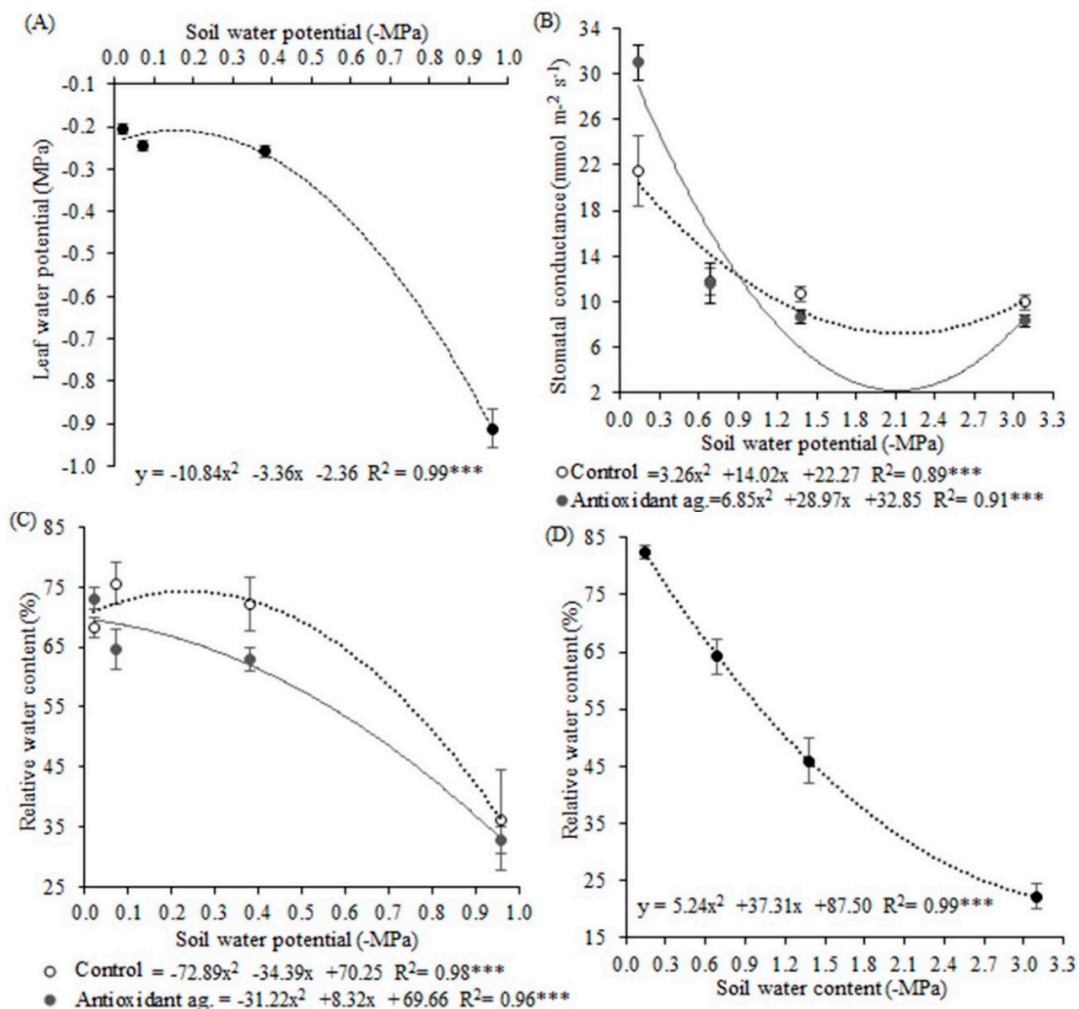 (A)
Soil water potential (-MPa)
0.0 0.1 0.2 0.3 0.4 0.5 0.6 0.7 0.8 0.9 1.0
-0.1
-0.2
-0.3
-0.4
-0.5
-0.6
-0.7
-0.8
-0.9
-1.0
Leaf water potential (MPa)
y = -10.84x² -3.36x -2.36 R² = 0.99***
(B)
34
30
26
22
18
14
10
6
2
Stomatal conductance (mmol m-² s-¹)
0.0 0.3 0.6 0.9 1.2 1.5 1.8 2.1 2.4 2.7 3.0 3.3
Soil water potential (-MPa)
Control =3.26x² +14.02x +22.27 R²= 0.89***
Antioxidant ag.=6.85x² +28.97x +32.85 R²= 0.91***
(C)
85
75
65
55
45
35
25
Relative water content (%)
0.0 0.1 0.2 0.3 0.4 0.5 0.6 0.7 0.8 0.9 1.0
Soil water potential (-MPa)
Control = -72.89x² -34.39x +70.25 R²= 0.98***
Antioxidant ag. = -31.22x² +8.32x +69.66 R²= 0.96***
(D)
85
75
65
55
45
35
25
15
Relative water content (%)
y = 5.24x² +37.31x +87.50 R² = 0.99***
0.0 0.3 0.6 0.9 1.2 1.5 1.8 2.1 2.4 2.7 3.0 3.3
Soil water content (-MPa)